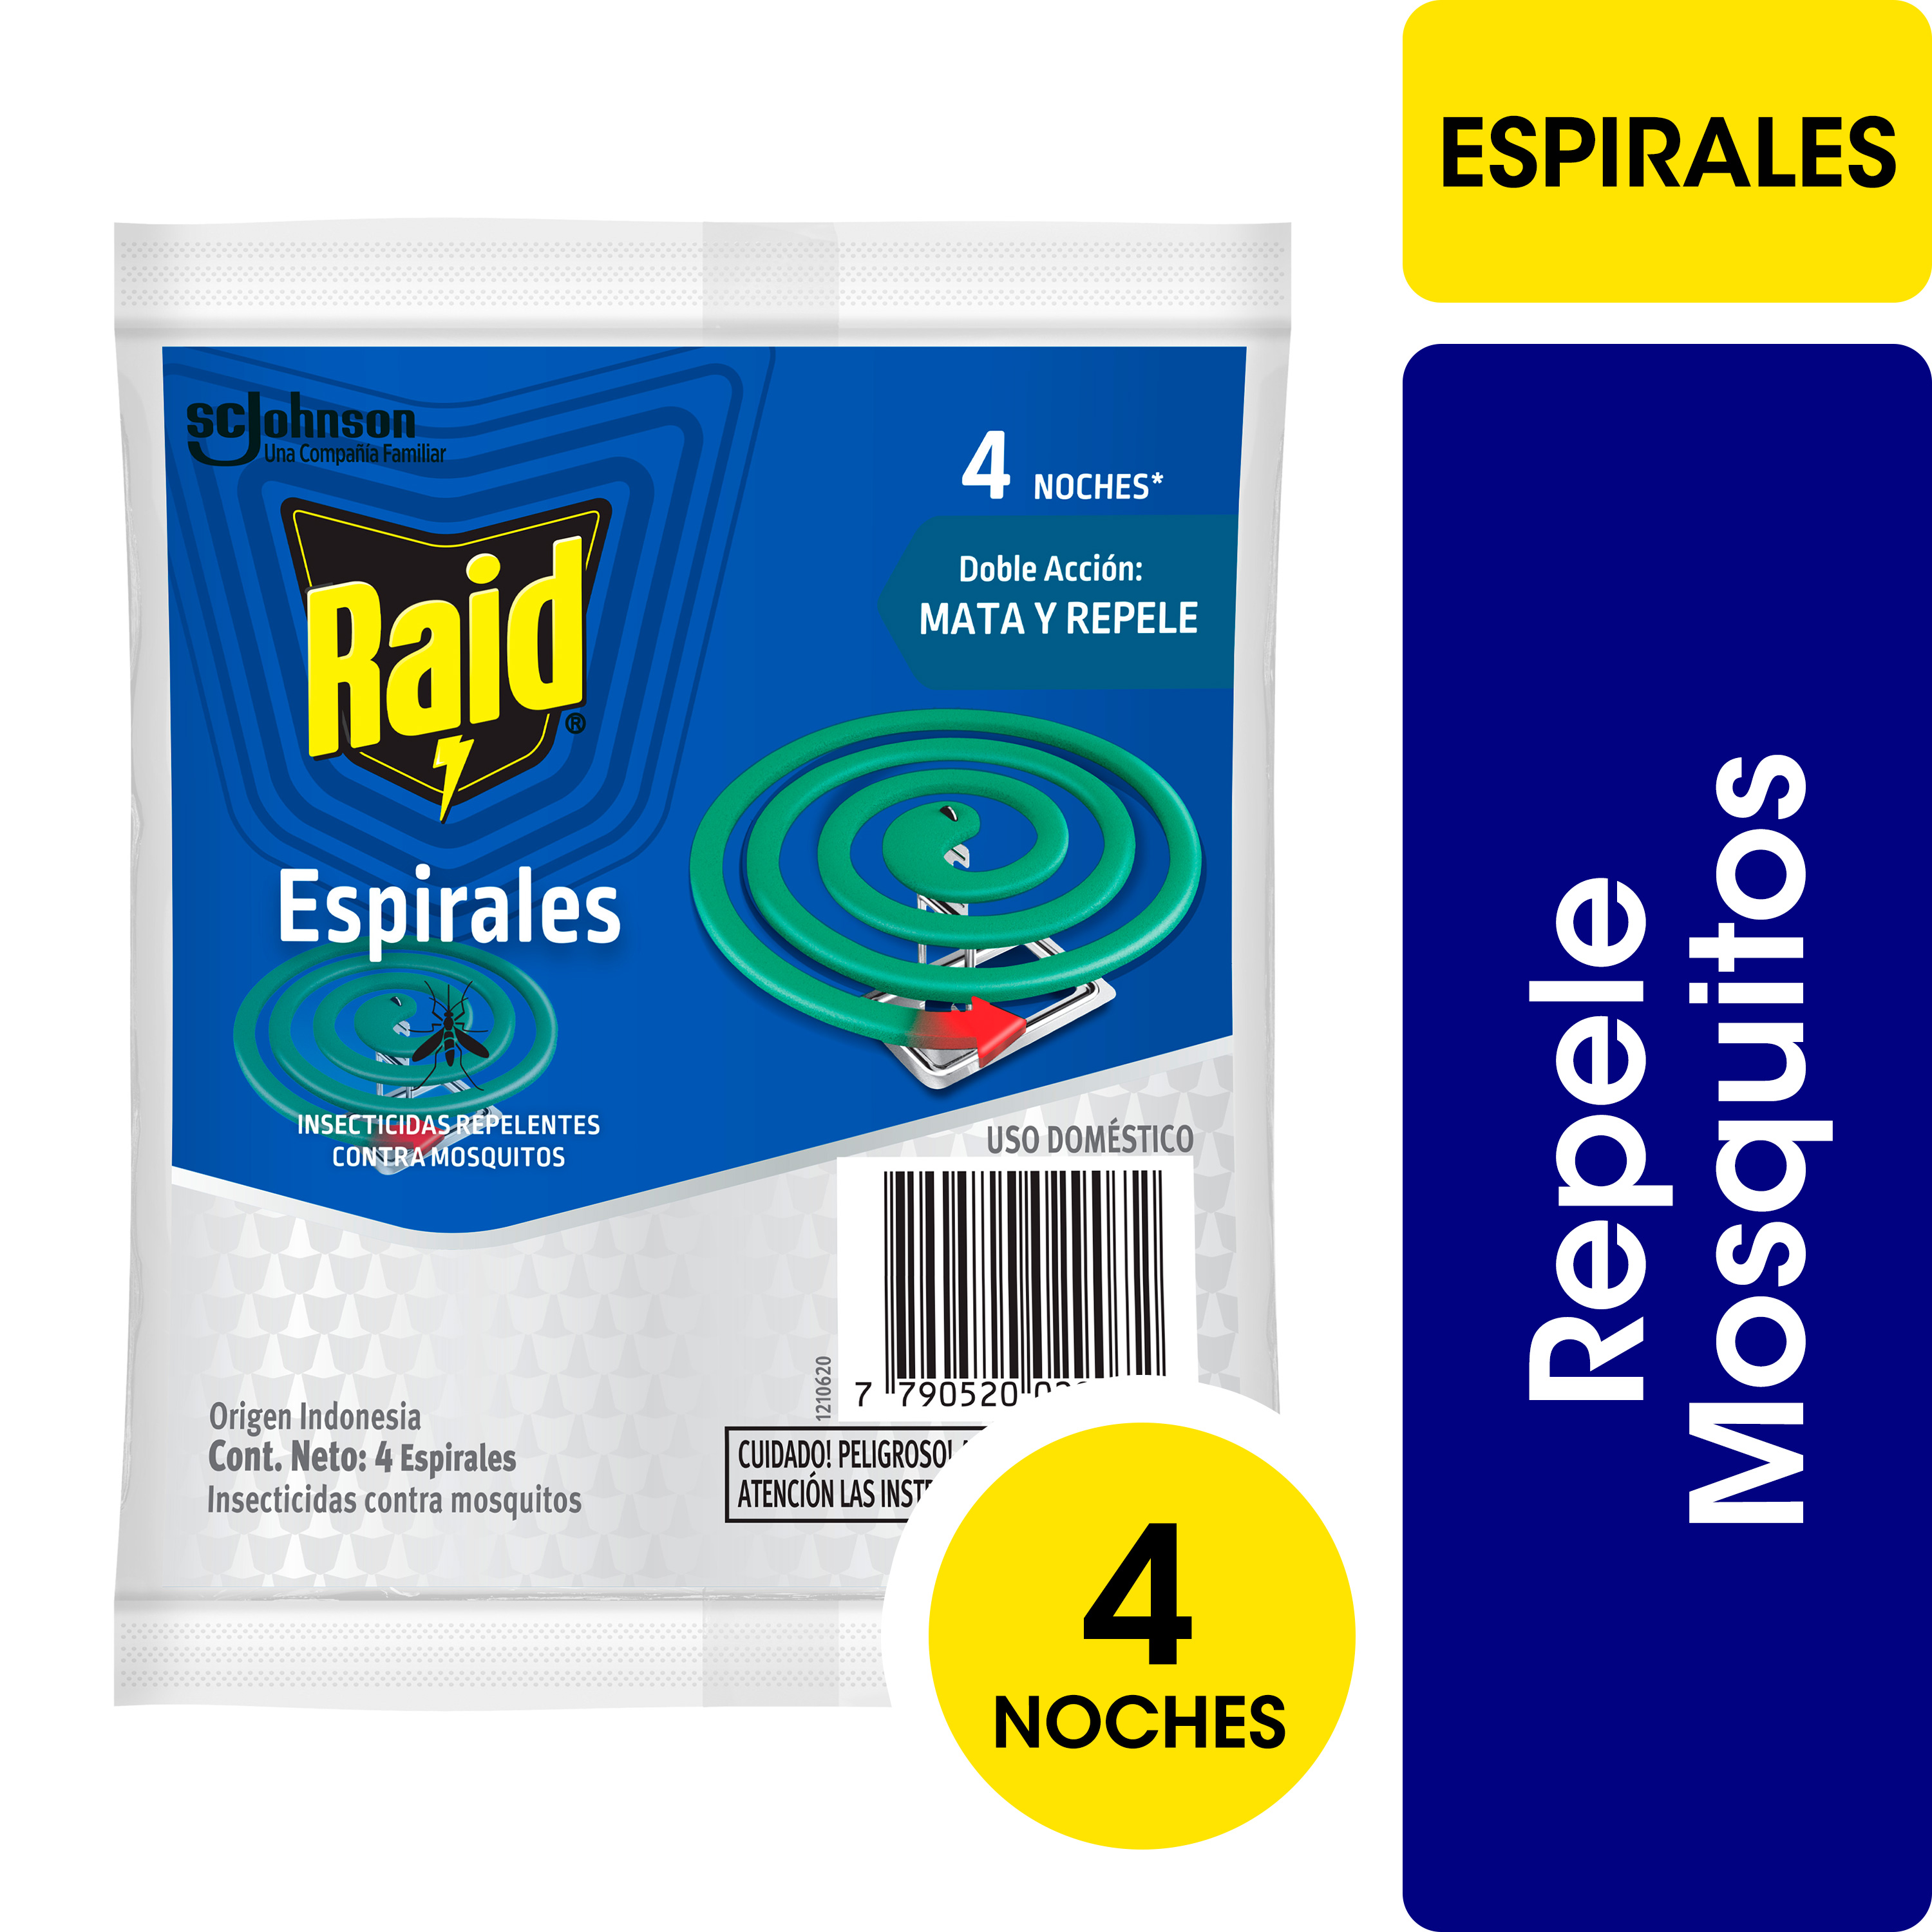 ESPIRALES
scJohnson
Una Compañía Familiar
4 NOCHES*
Doble Acción:
MATA Y REPELE
Raid®
Espirales
INSECTICIDAS REPELENTES
CONTRA MOSQUITOS
USO DOMÉSTICO
1210620
7 790520
Origen Indonesia
Cont. Neto: 4 Espirales
Insecticidas contra mosquitos
CUIDADO! PELIGROSO!
ATENCIÓN LAS
4
NOCHES
Repele
Mosquitos